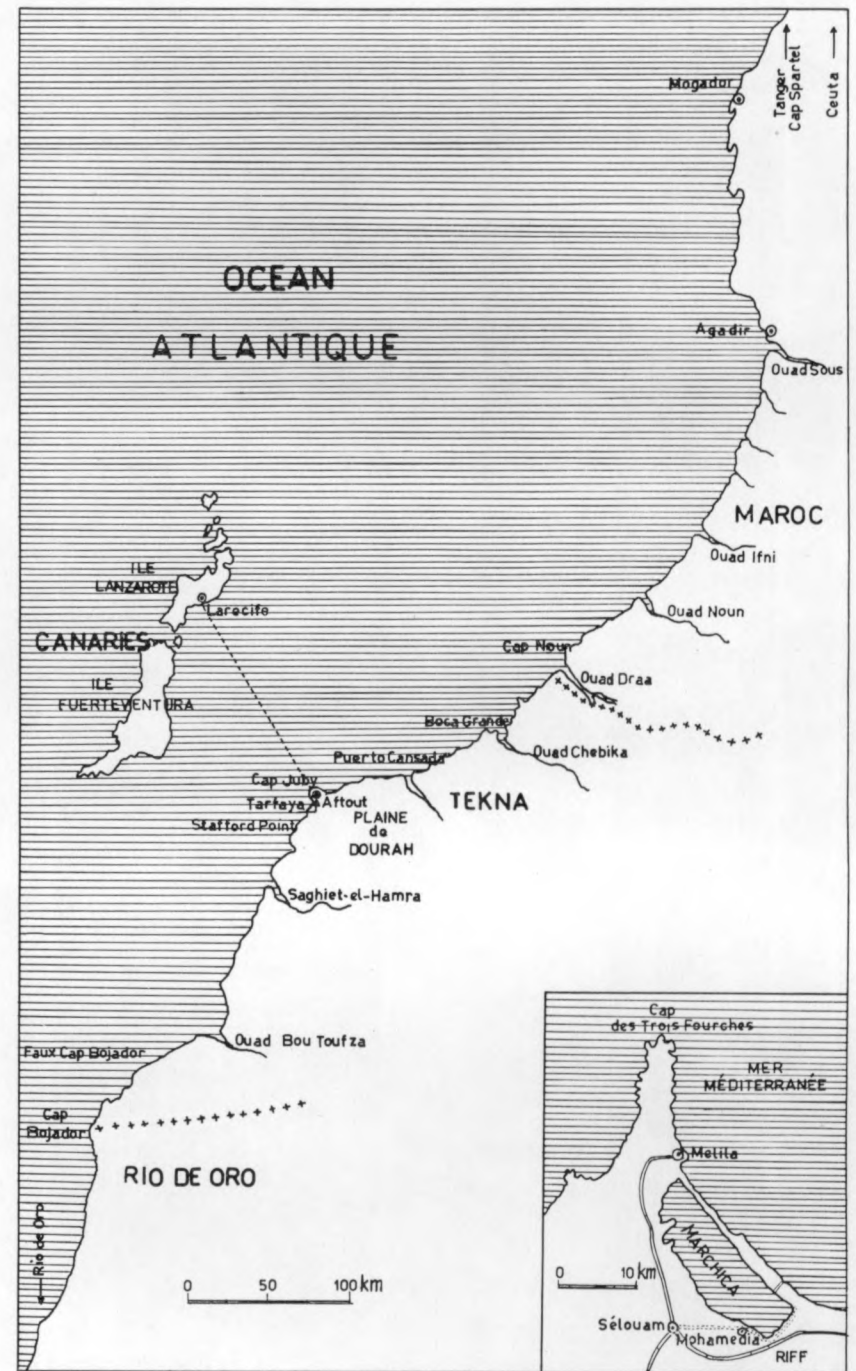 Mogador
Tanger
Cap Spartel
Ceuta
OCEAN
ATLANTIQUE
Agadir
Ouad Sous
MAROC
Ouad Ifni
ILE
LANZAROTE
Larecife
Ouad Noun
CANARIES
Cap Noun
ILE
FUERTEVENTURA
Ouad Draa
Boca Grande
Ouad Chebika
Puerto Cansada
Cap Juby
Tarfaya
Aftout
TEKNA
Stafford Point
PLAINE
de
DOURAH
Saghiet-el-Hamra
Ouad Bou Toufza
Faux Cap Bojador
Cap
Bojador
RIO DE ORO
Rio de Oro
0 50 100 km
Cap
des Trois Fourches
MER
MÉDITERRANÉE
Melila
MARCHICA
0 10 km
Sélouam
Mohamedia
RIFF